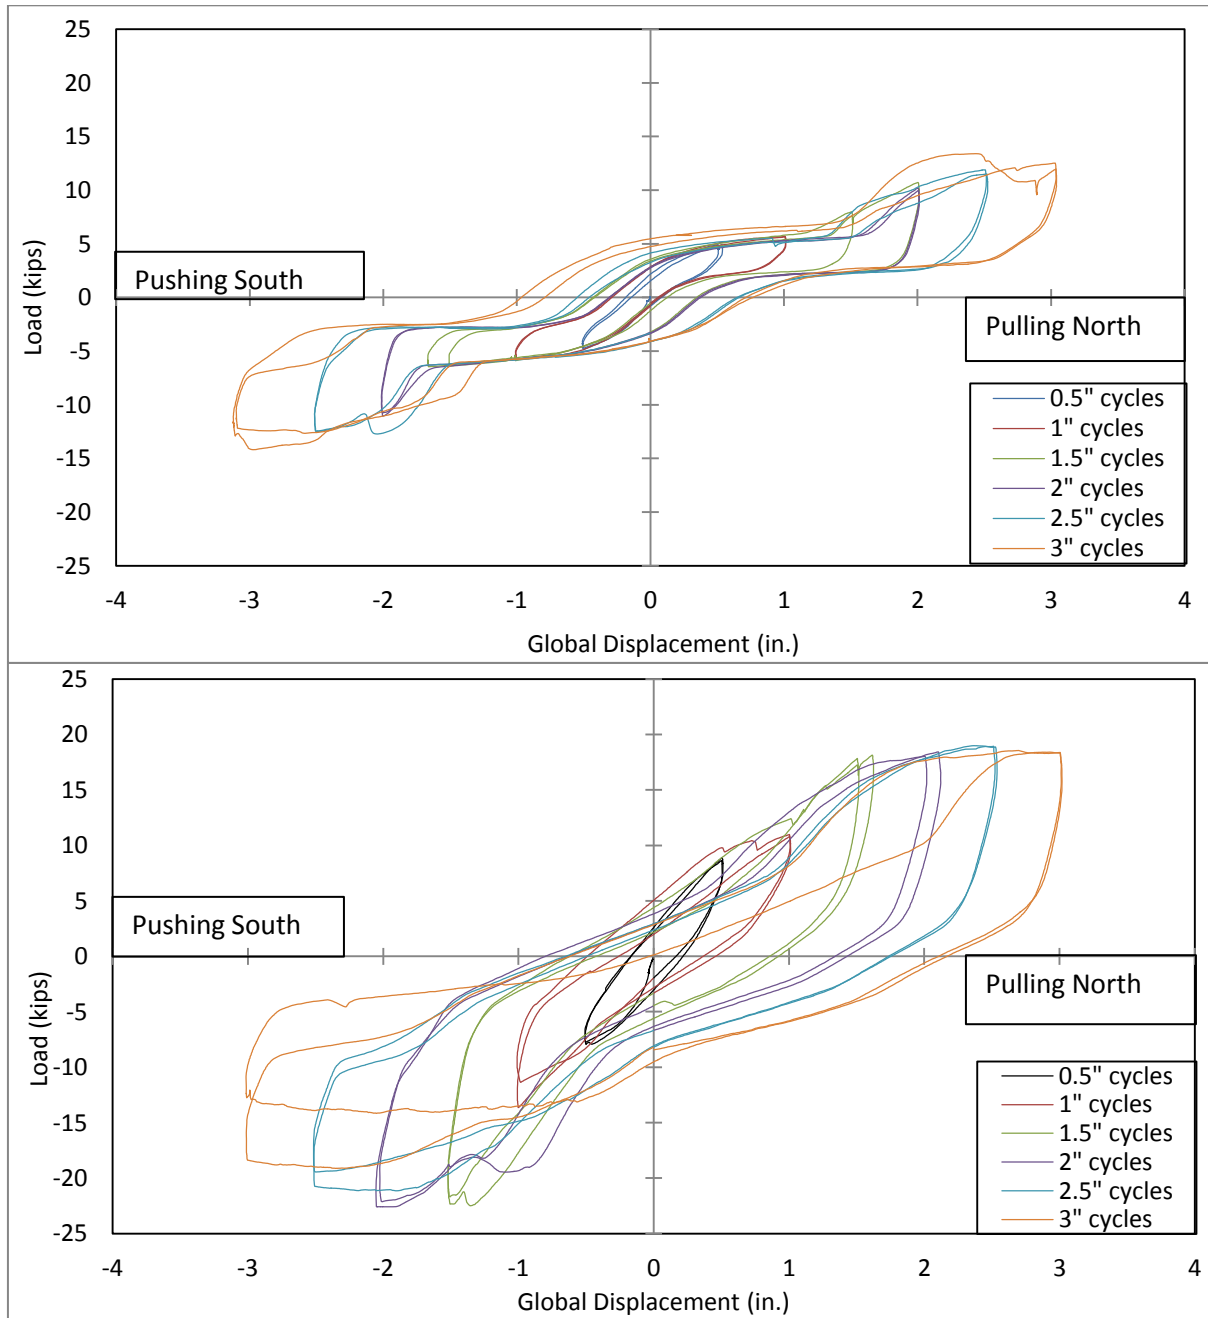 25
20
15
10
5
0
-5
-10
-15
-20
-25
Load (kips)
Pushing South
Pulling North
0.5" cycles
1" cycles
1.5" cycles
2" cycles
2.5" cycles
3" cycles
-4 -3 -2 -1 0 1 2 3 4
Global Displacement (in.)
25
20
15
10
5
0
-5
-10
-15
-20
-25
Load (kips)
Pushing South
Pulling North
0.5" cycles
1" cycles
1.5" cycles
2" cycles
2.5" cycles
3" cycles
-4 -3 -2 -1 0 1 2 3 4
Global Displacement (in.)